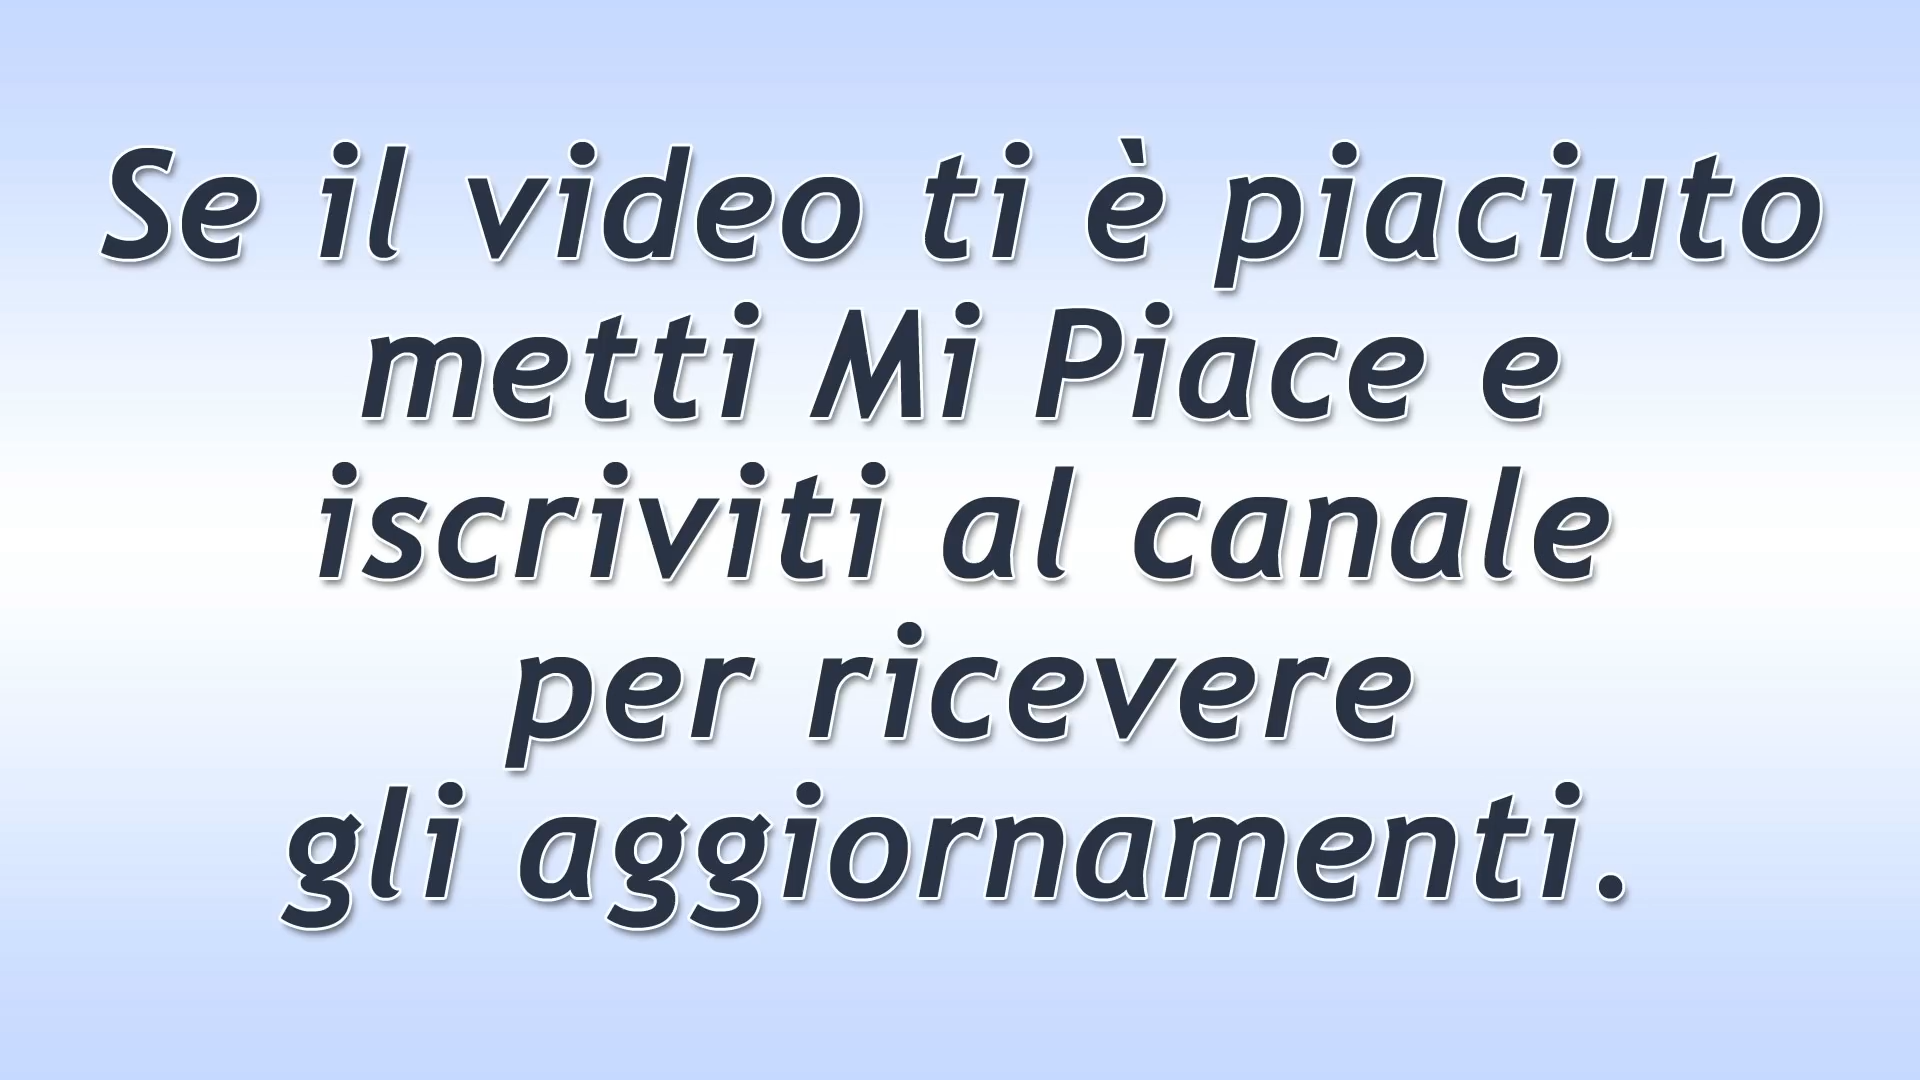 Se il video ti è piaciuto
metti Mi Piace e
iscriviti al canale
per ricevere
gli aggiornamenti.